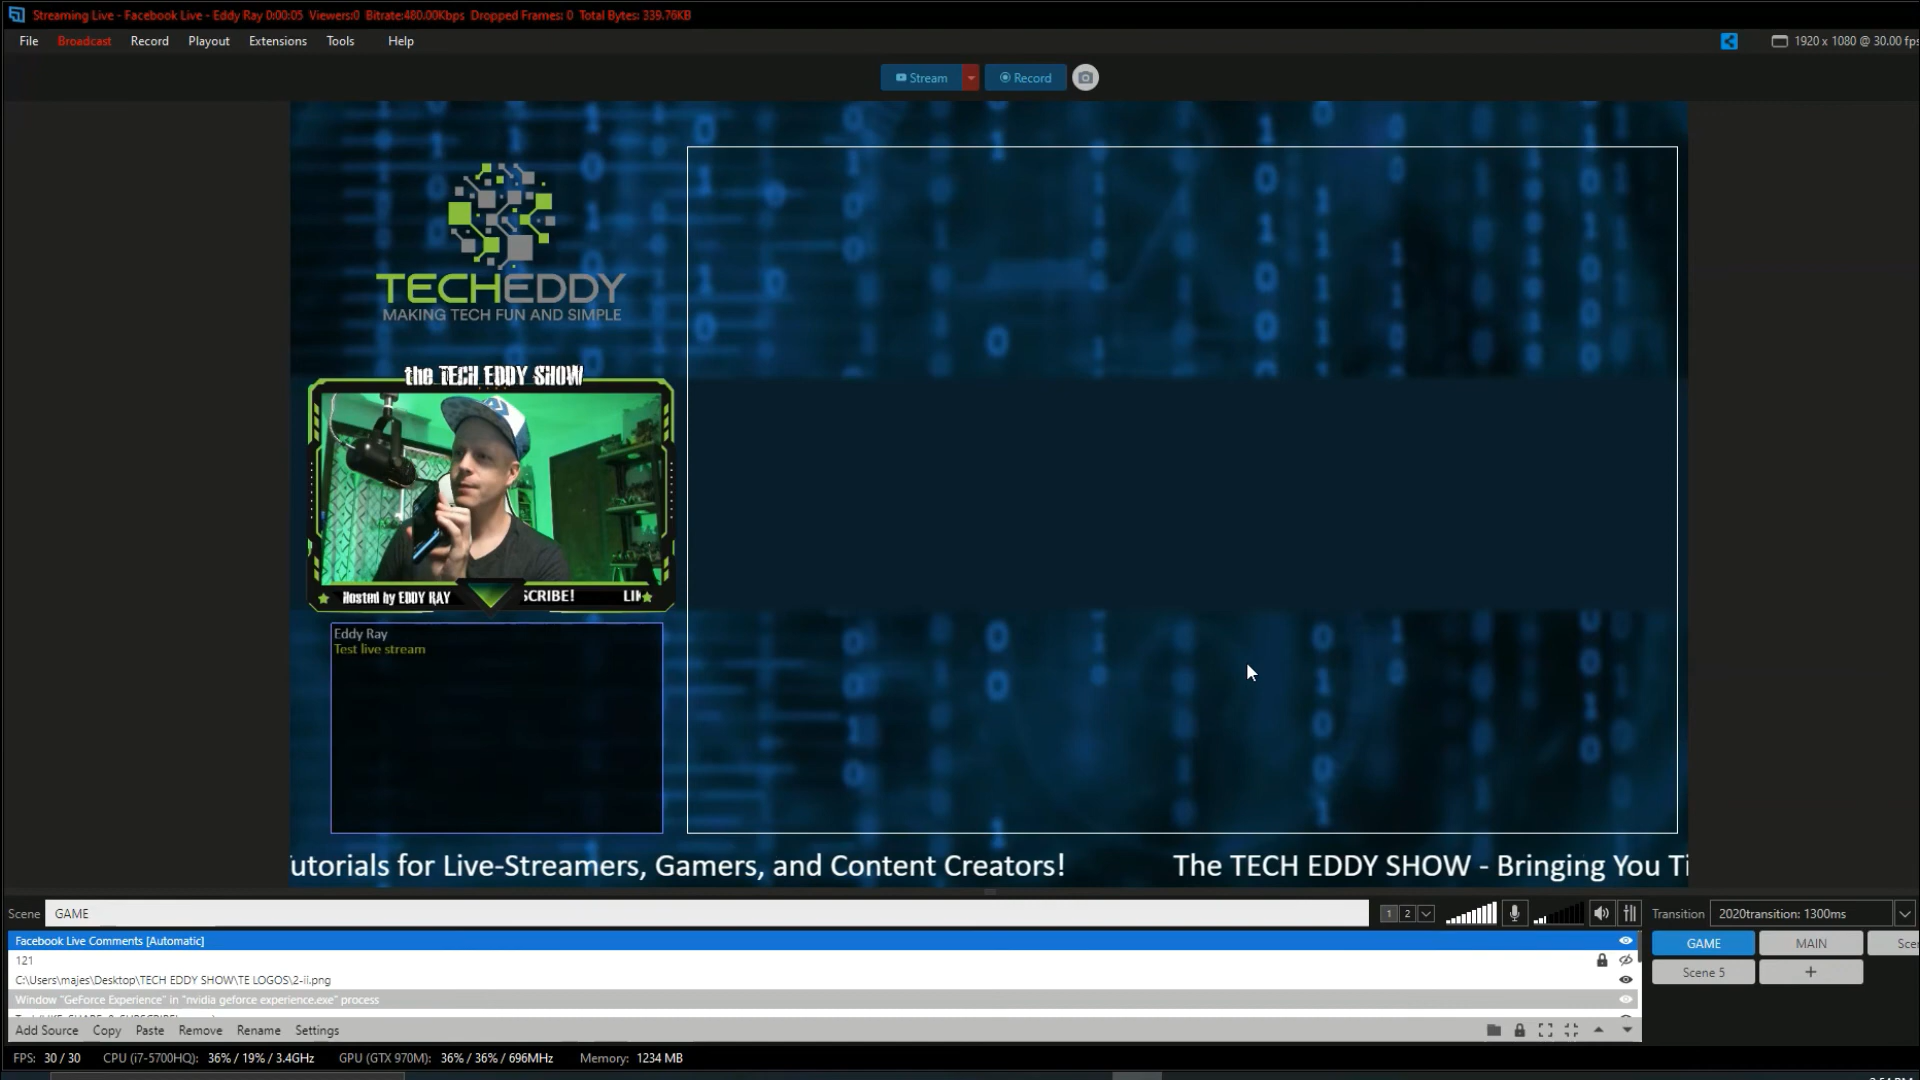 Streaming Live - Facebook Live - Eddy Ray 0:00:05 Viewers:0 Bitrate:480.00Kbps Dropped Frames: 0 Total Bytes: 339.76KB
File Broadcast Record Playout Extensions Tools Help 1920 x 1080 @ 30.00 fps
Stream Record
TECHEDDY
MAKING TECH FUN AND SIMPLE
the TECH EDDY SHOW
Hosted by EDDY RAY SCRIBE! LIK
Eddy Ray
Test live stream
utorials for Live-Streamers, Gamers, and Content Creators! The TECH EDDY SHOW - Bringing You Ti
Scene GAME 1 2 Transition 2020transition: 1300ms
Facebook Live Comments [Automatic]
GAME MAIN Sce
121
C:\Users\majes\Desktop\TECH EDDY SHOW\TE LOGOS\2-ii.png
Scene 5 +
Window "GeForce Experience" in "nvidia geforce experience.exe" process
Add Source Copy Paste Remove Rename Settings
FPS: 30 / 30 CPU (i7-5700HQ): 36% / 19% / 3.4GHz GPU (GTX 970M): 36% / 36% / 696MHz Memory: 1234 MB